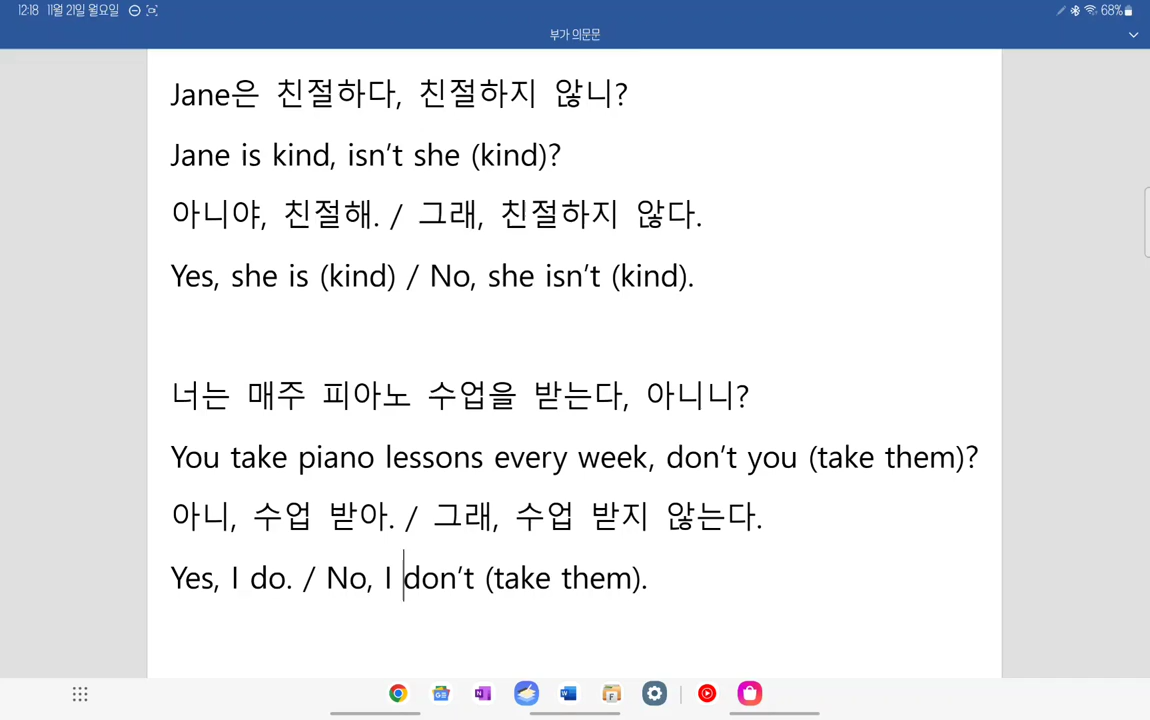 12:18 11월 21일 월요일
68%
부가 의문문
Jane은 친절하다, 친절하지 않니?
Jane is kind, isn't she (kind)?
아니야, 친절해. / 그래, 친절하지 않다.
Yes, she is (kind) / No, she isn't (kind).
너는 매주 피아노 수업을 받는다, 아니니?
You take piano lessons every week, don't you (take them)?
아니, 수업 받아. / 그래, 수업 받지 않는다.
Yes, I do. / No, I don't (take them).